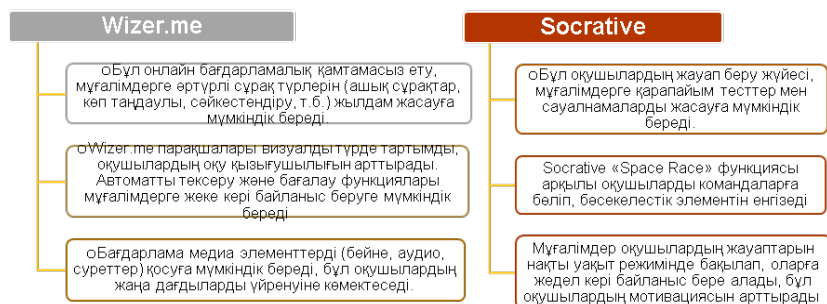 Wizer.me
oБұл онлайн бағдарламалық қамтамасыз ету,
мұғалімдерге әртүрлі сұрақ түрлерін (ашық сұрақтар,
көп таңдаулы, сәйкестендіру, т.б.) жылдам жасауға
мүмкіндік береді.
oWizer.me парақшалары визуалды түрде тартымды,
оқушылардың оқу қызығушылығын арттырады.
Автоматты тексеру және бағалау функциялары
мұғалімдерге жеке кері байланыс беруге мүмкіндік
береді
oБағдарлама медиа элементтерді (бейне, аудио,
суреттер) қосуға мүмкіндік береді, бұл оқушылардың
жаңа дағдыларды үйренуіне көмектеседі.
Socrative
oБұл оқушылардың жауап беру жүйесі,
мұғалімдерге қарапайым тесттер мен
сауалнамаларды жасауға мүмкіндік
береді.
Socrative «Space Race» функциясы
арқылы оқушыларды командаларға
бөліп, бәсекелестік элементін енгізеді
Мұғалімдер оқушылардың жауаптарын
нақты уақыт режимінде бақылап, оларға
жедел кері байланыс бере алады, бұл
оқушылардың мотивациясын арттырады